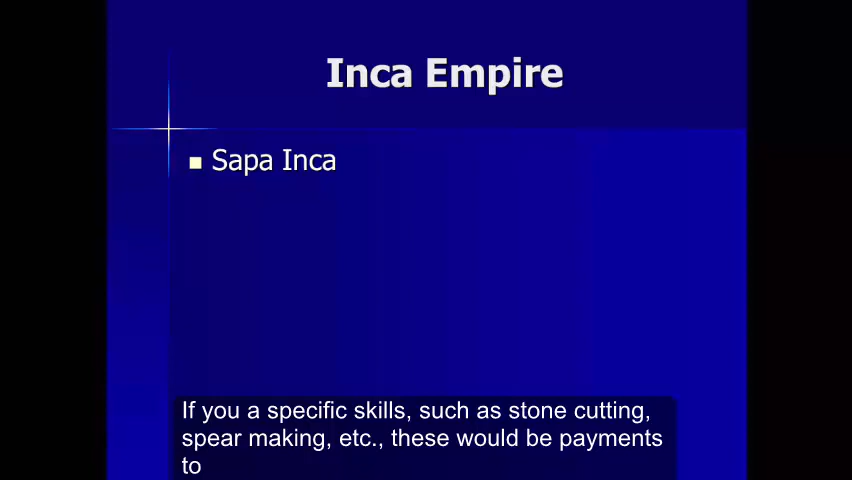 Inca Empire
Sapa Inca
If you a specific skills, such as stone cutting,
spear making, etc., these would be payments
to